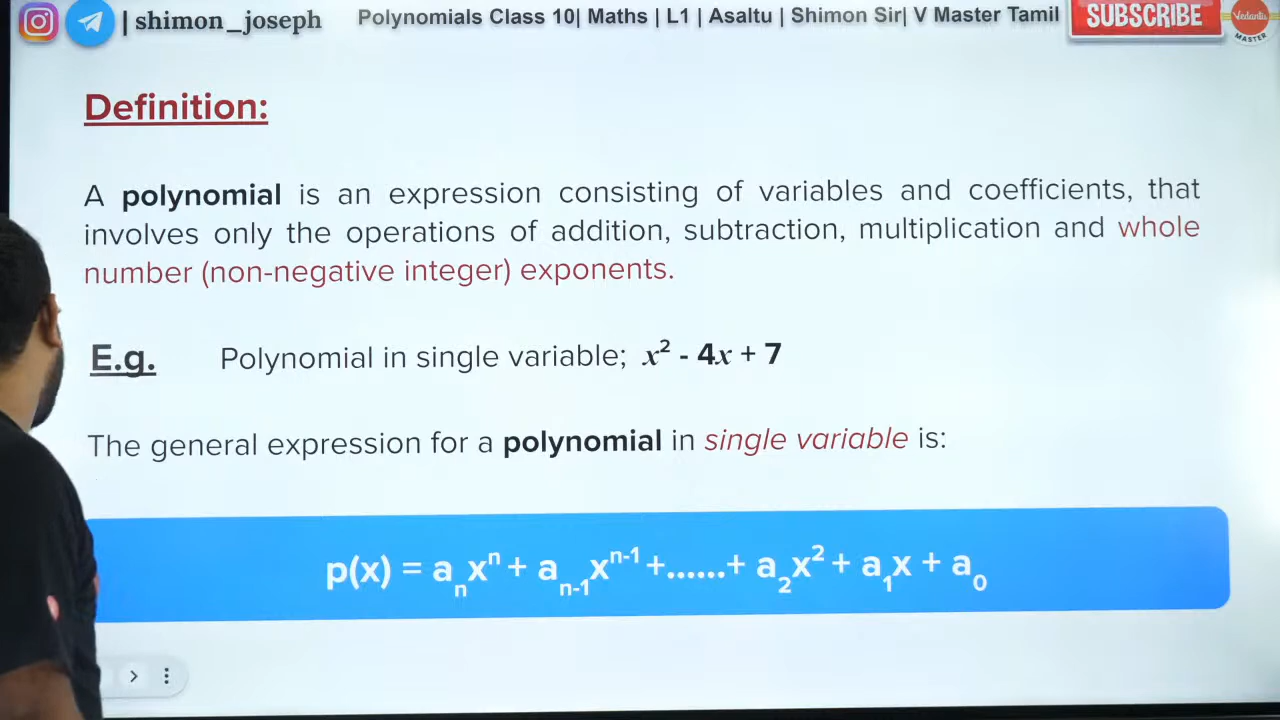 | shimon_joseph
Polynomials Class 10| Maths | L1 | Asaltu | Shimon Sir| V Master Tamil
SUBSCRIBE
Vedantu
MASTER
Definition:
A polynomial is an expression consisting of variables and coefficients, that
involves only the operations of addition, subtraction, multiplication and whole
number (non-negative integer) exponents.
E.g. Polynomial in single variable; x² - 4x + 7
The general expression for a polynomial in single variable is:
p(x) = aₙxⁿ + aₙ₋₁xⁿ⁻¹ +......+ a₂x² + a₁x + a₀